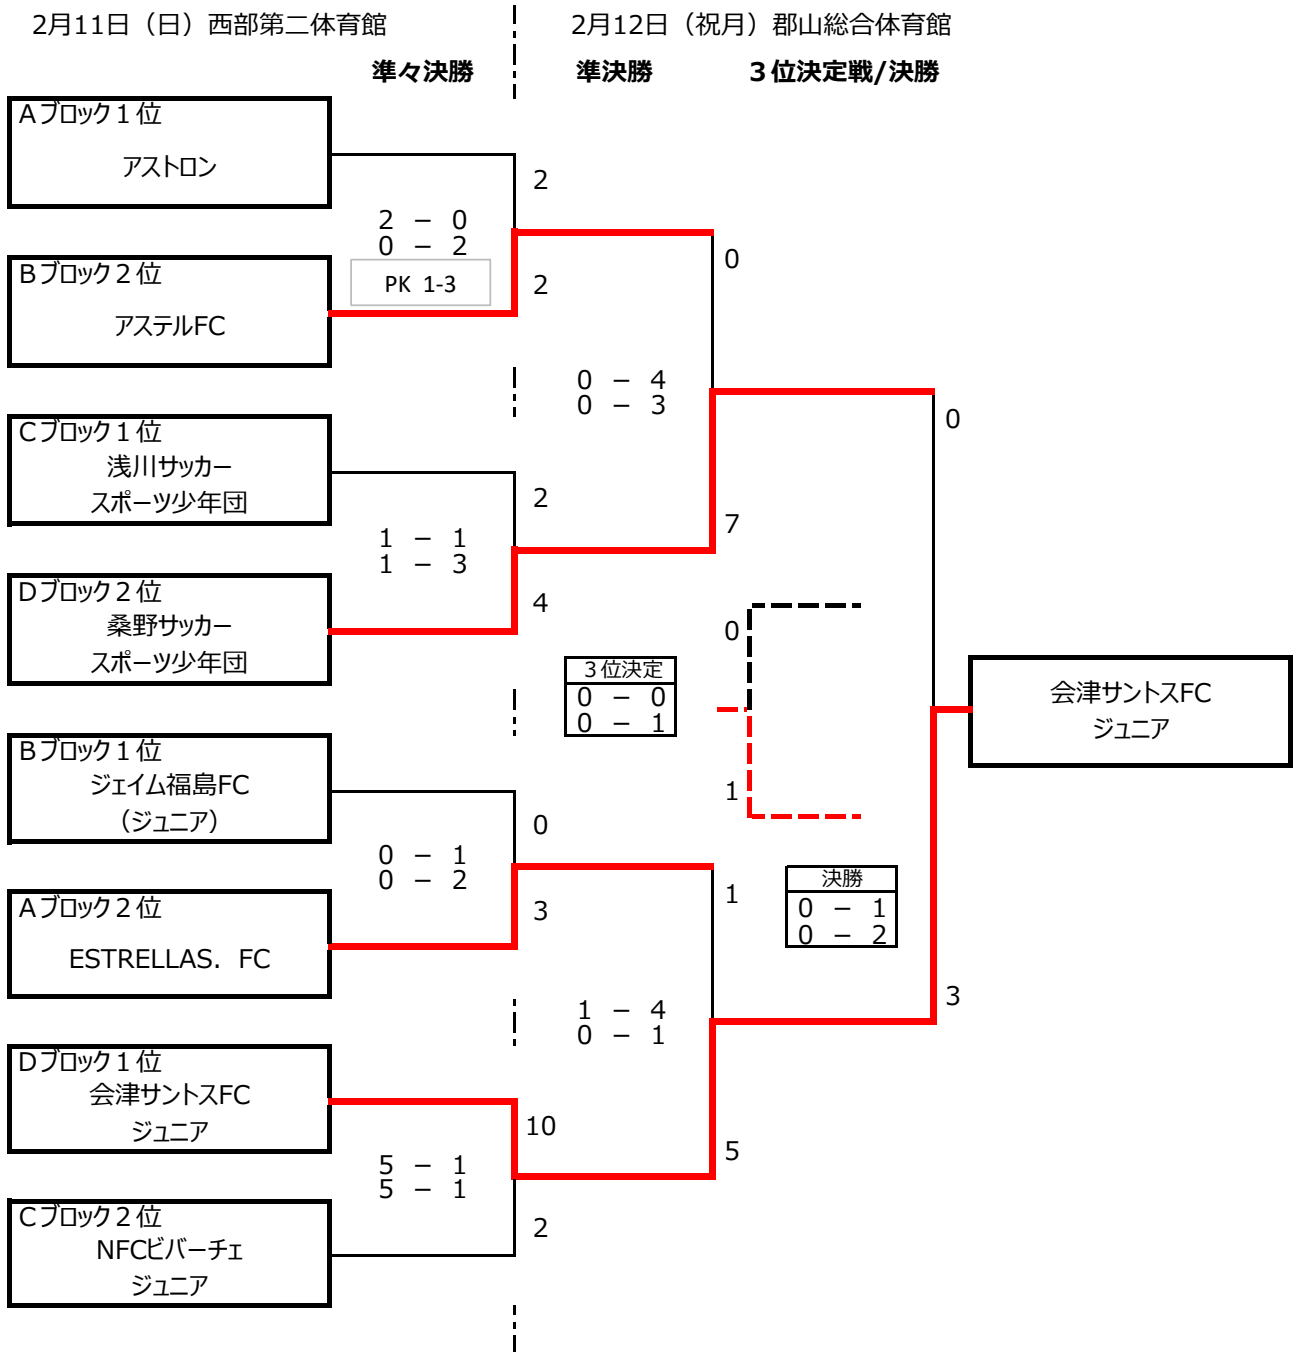 2月11日（日）西部第二体育館
2月12日（祝月）郡山総合体育館
準々決勝
準決勝
３位決定戦/決勝
Aブロック１位
アストロン
2
2 － 0
0 － 2
PK 1-3
0
Bブロック２位
アステルFC
2
0 － 4
0 － 3
0
Cブロック１位
浅川サッカー
スポーツ少年団
2
7
1 － 1
1 － 3
Dブロック２位
桑野サッカー
スポーツ少年団
4
0
３位決定
0 － 0
0 － 1
会津サントスFC
ジュニア
Bブロック１位
ジェイム福島FC
（ジュニア）
1
0
0 － 1
0 － 2
決勝
0 － 1
0 － 2
1
Aブロック２位
ESTRELLAS．FC
3
3
1 － 4
0 － 1
Dブロック１位
会津サントスFC
ジュニア
10
5
5 － 1
5 － 1
Cブロック２位
NFCビバーチェ
ジュニア
2